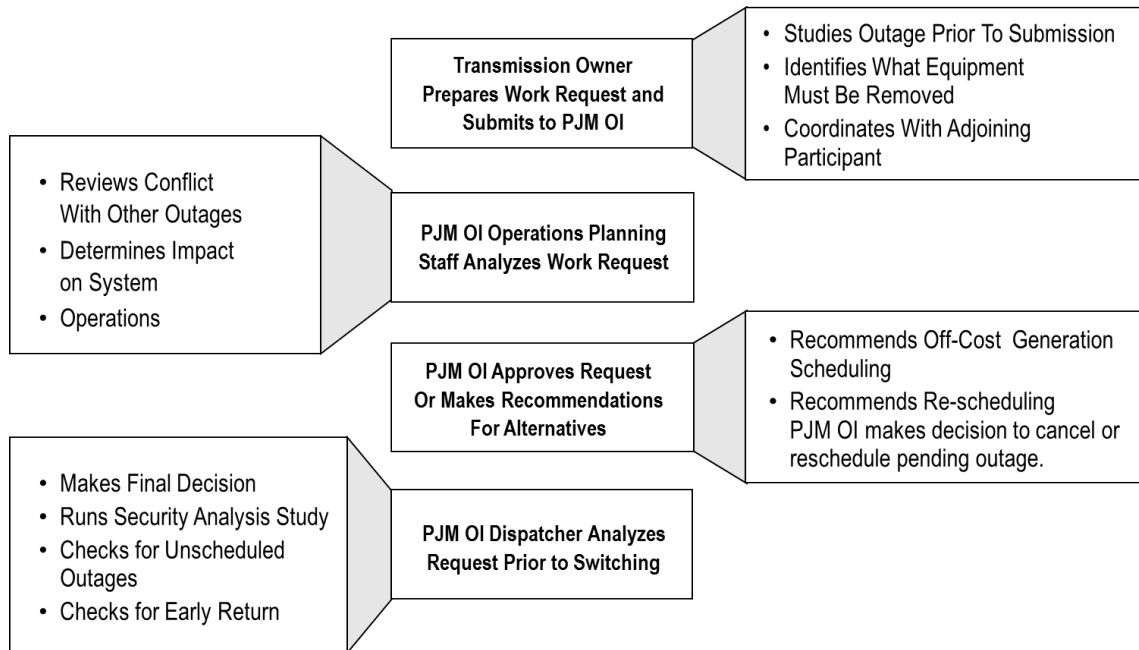 Transmission Owner
Prepares Work Request and
Submits to PJM OI
• Studies Outage Prior To Submission
• Identifies What Equipment
Must Be Removed
• Coordinates With Adjoining
Participant
• Reviews Conflict
With Other Outages
• Determines Impact
on System
• Operations
PJM OI Operations Planning
Staff Analyzes Work Request
PJM OI Approves Request
Or Makes Recommendations
For Alternatives
• Recommends Off-Cost Generation
Scheduling
• Recommends Re-scheduling
PJM OI makes decision to cancel or
reschedule pending outage.
• Makes Final Decision
• Runs Security Analysis Study
• Checks for Unscheduled
Outages
• Checks for Early Return
PJM OI Dispatcher Analyzes
Request Prior to Switching